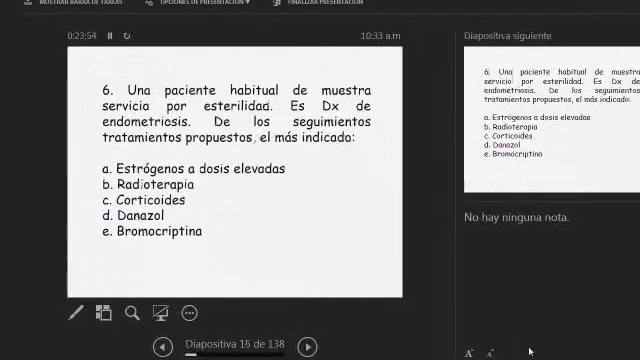 MOSTRAR BARRA DE TAREAS OPCIONES DE PRESENTACIÓN ▾ FINALIZAR PRESENTACIÓN
0:23:54 10:33 a.m
6. Una paciente habitual de muestra
servicia por esterilidad. Es Dx de
endometriosis. De los seguimientos
tratamientos propuestos, el más indicado:
a. Estrógenos a dosis elevadas
b. Radioterapia
c. Corticoides
d. Danazol
e. Bromocriptina
Diapositiva 15 de 138
Diapositiva siguiente
6. Una paciente habitual de muestra
servicia por esterilidad. Es Dx de
endometriosis. De los seguimientos
tratamientos propuestos, el más indicado:
a. Estrógenos a dosis elevadas
b. Radioterapia
c. Corticoides
d. Danazol
e. Bromocriptina
No hay ninguna nota.
A A